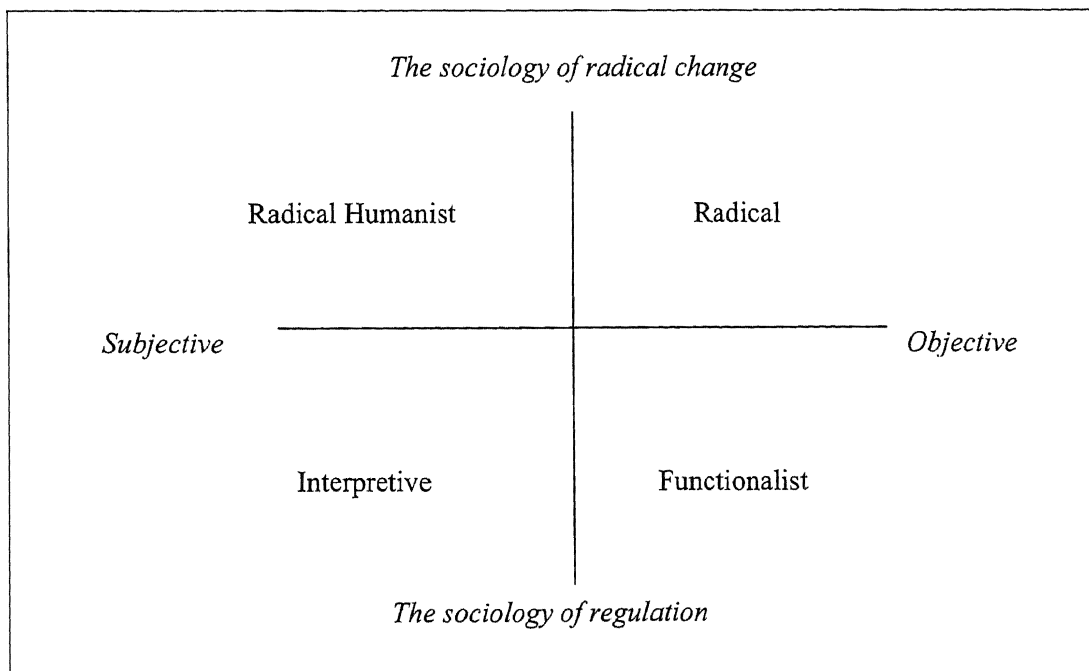 The sociology of radical change
Radical Humanist
Radical
Subjective
Objective
Interpretive
Functionalist
The sociology of regulation